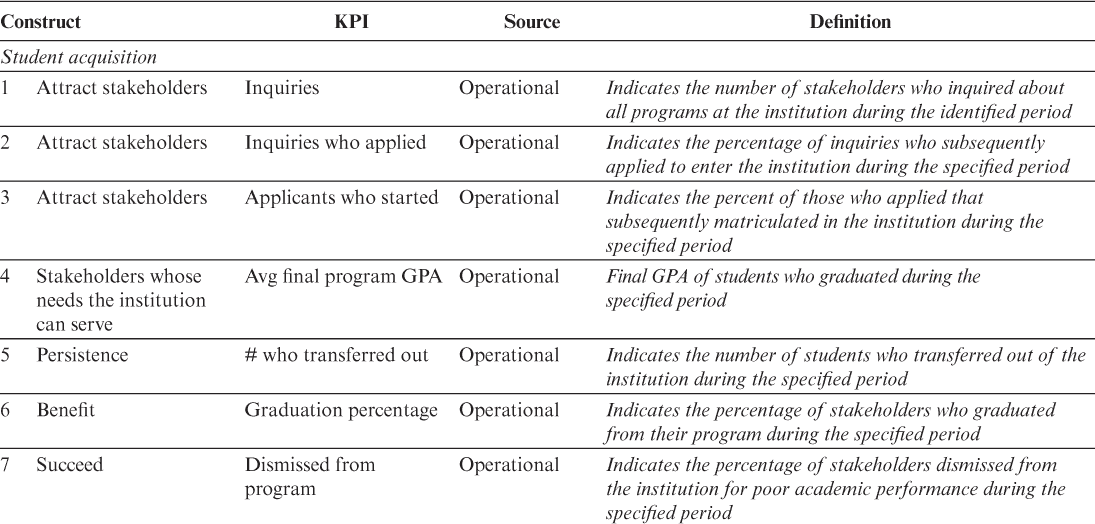 Construct KPI Source Definition
Student acquisition
1 Attract stakeholders Inquiries Operational Indicates the number of stakeholders who inquired about
all programs at the institution during the identified period
2 Attract stakeholders Inquiries who applied Operational Indicates the percentage of inquiries who subsequently
applied to enter the institution during the specified period
3 Attract stakeholders Applicants who started Operational Indicates the percent of those who applied that
subsequently matriculated in the institution during the
specified period
4 Stakeholders whose Avg final program GPA Operational Final GPA of students who graduated during the
needs the institution specified period
can serve
5 Persistence # who transferred out Operational Indicates the number of students who transferred out of the
institution during the specified period
6 Benefit Graduation percentage Operational Indicates the percentage of stakeholders who graduated
from their program during the specified period
7 Succeed Dismissed from Operational Indicates the percentage of stakeholders dismissed from
program the institution for poor academic performance during the
specified period